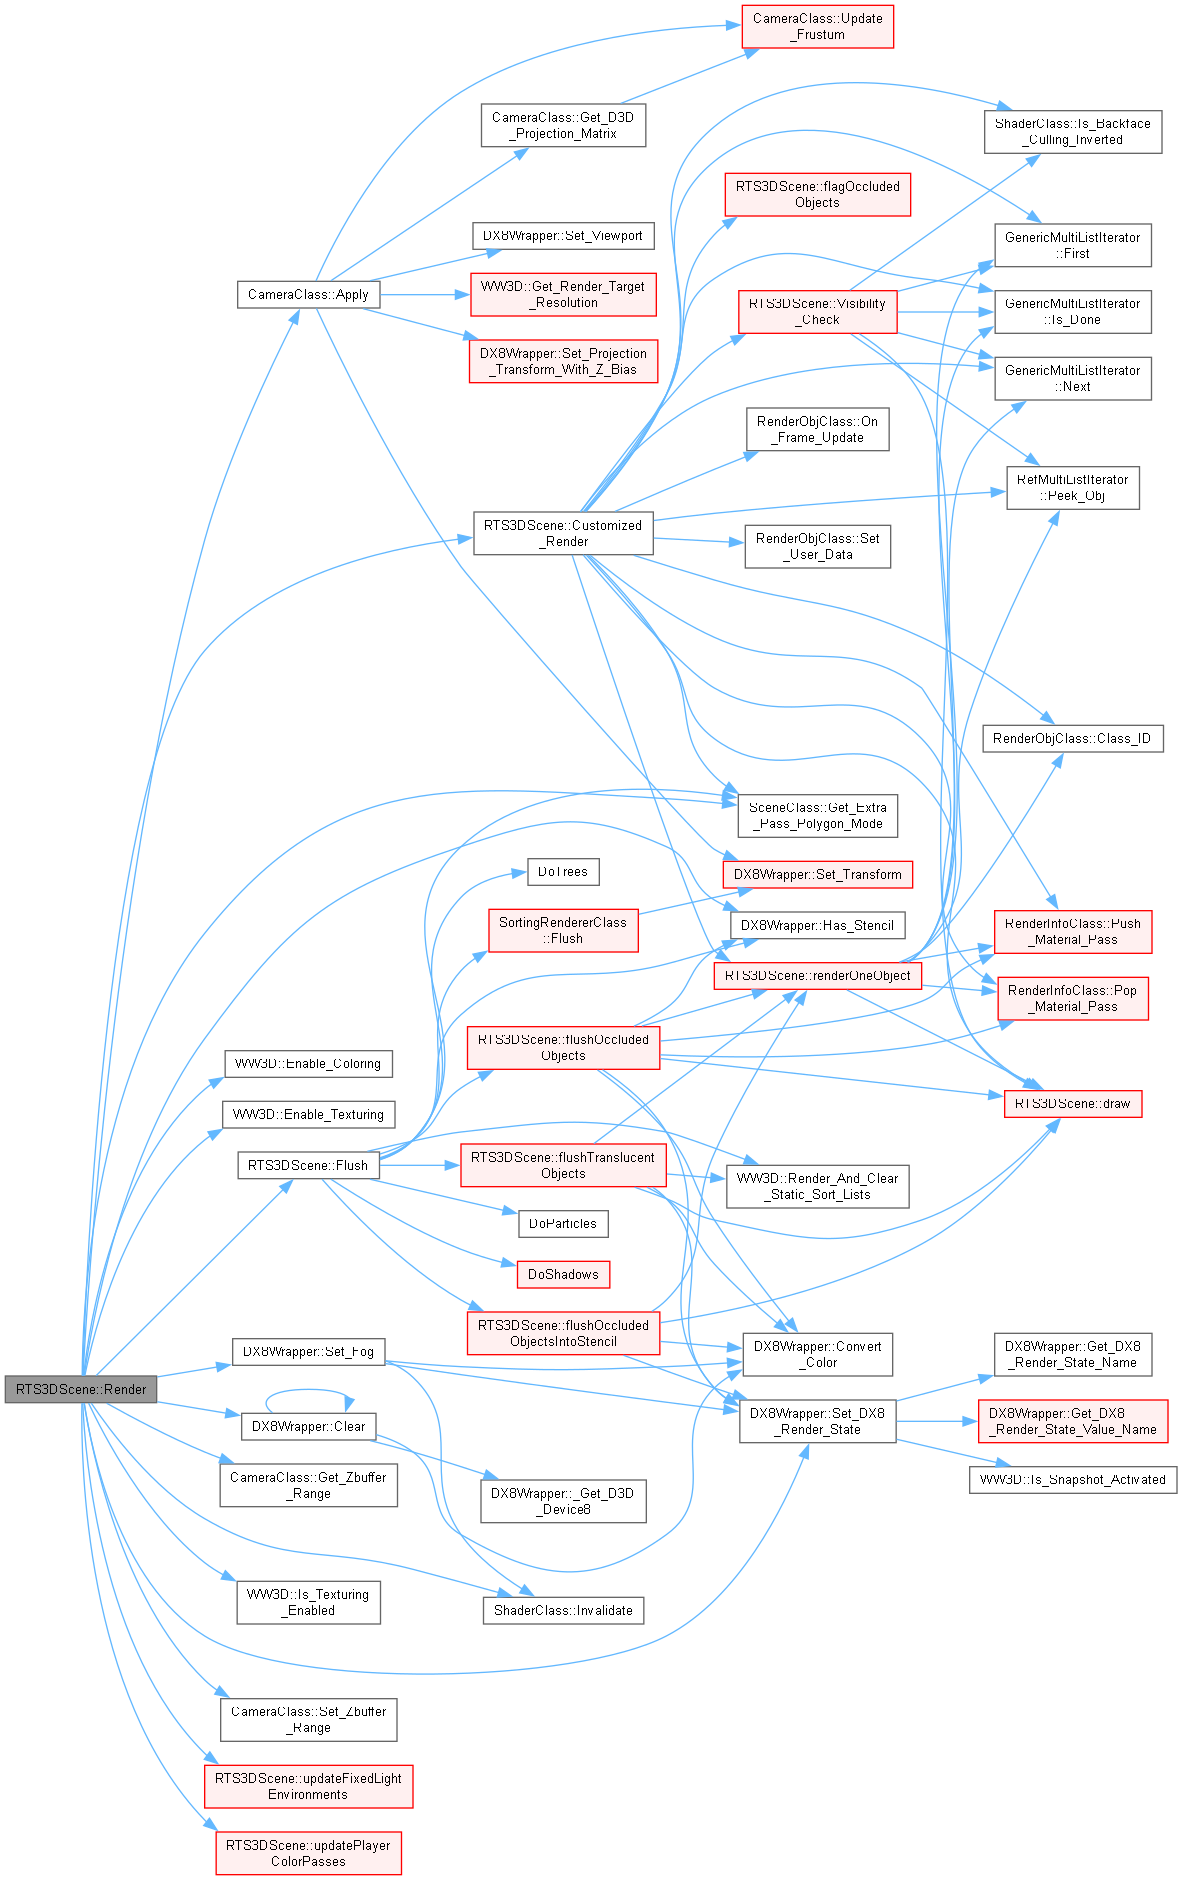 CameraClass::Update
_Frustum
CameraClass::Get_D3D
_Projection_Matrix
ShaderClass::Is_Backface
_Culling_Inverted
RTS3DScene::flagOccluded
Objects
DX8Wrapper::Set_Viewport
GenericMultiListIterator
::First
CameraClass::Apply
WW3D::Get_Render_Target
_Resolution
RTS3DScene::Visibility
_Check
GenericMultiListIterator
::Is_Done
DX8Wrapper::Set_Projection
_Transform_With_Z_Bias
GenericMultiListIterator
::Next
RenderObjClass::On
_Frame_Update
RefMultiListIterator
::Peek_Obj
RTS3DScene::Customized
_Render
RenderObjClass::Set
_User_Data
RenderObjClass::Class_ID
SceneClass::Get_Extra
_Pass_Polygon_Mode
DoTrees
DX8Wrapper::Set_Transform
SortingRendererClass
::Flush
DX8Wrapper::Has_Stencil
RenderInfoClass::Push
_Material_Pass
RTS3DScene::renderOneObject
RenderInfoClass::Pop
_Material_Pass
RTS3DScene::flushOccluded
Objects
WW3D::Enable_Coloring
WW3D::Enable_Texturing
RTS3DScene::draw
RTS3DScene::Flush
RTS3DScene::flushTranslucent
Objects
WW3D::Render_And_Clear
_Static_Sort_Lists
DoParticles
DoShadows
RTS3DScene::flushOccluded
ObjectsIntoStencil
DX8Wrapper::Set_Fog
DX8Wrapper::Convert
_Color
DX8Wrapper::Get_DX8
_Render_State_Name
RTS3DScene::Render
DX8Wrapper::Clear
DX8Wrapper::Set_DX8
_Render_State
DX8Wrapper::Get_DX8
_Render_State_Value_Name
CameraClass::Get_Zbuffer
_Range
DX8Wrapper::_Get_D3D
_Device8
WW3D::Is_Snapshot_Activated
WW3D::Is_Texturing
_Enabled
ShaderClass::Invalidate
CameraClass::Set_Zbuffer
_Range
RTS3DScene::updateFixedLight
Environments
RTS3DScene::updatePlayer
ColorPasses